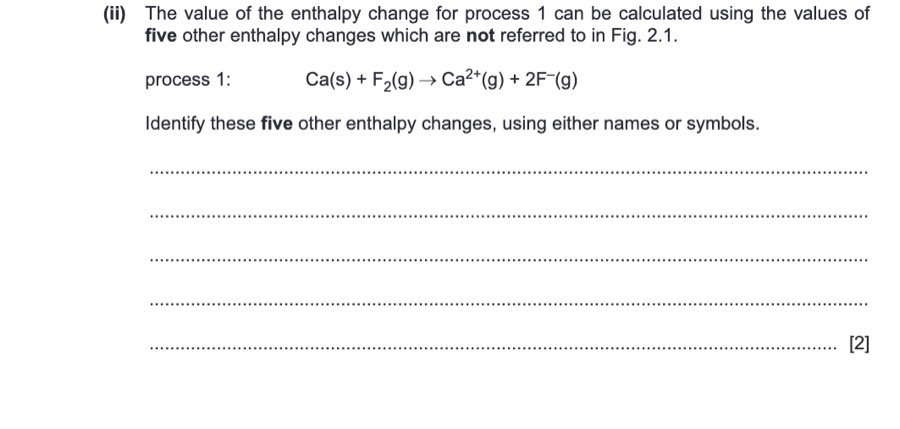 (ii) The value of the enthalpy change for process 1 can be calculated using the values of
five other enthalpy changes which are not referred to in Fig. 2.1.
process 1: Ca(s) + F₂(g) → Ca²⁺(g) + 2F⁻(g)
Identify these five other enthalpy changes, using either names or symbols.
..........................................................................................
..........................................................................................
..........................................................................................
..........................................................................................
.......................................................................................... [2]